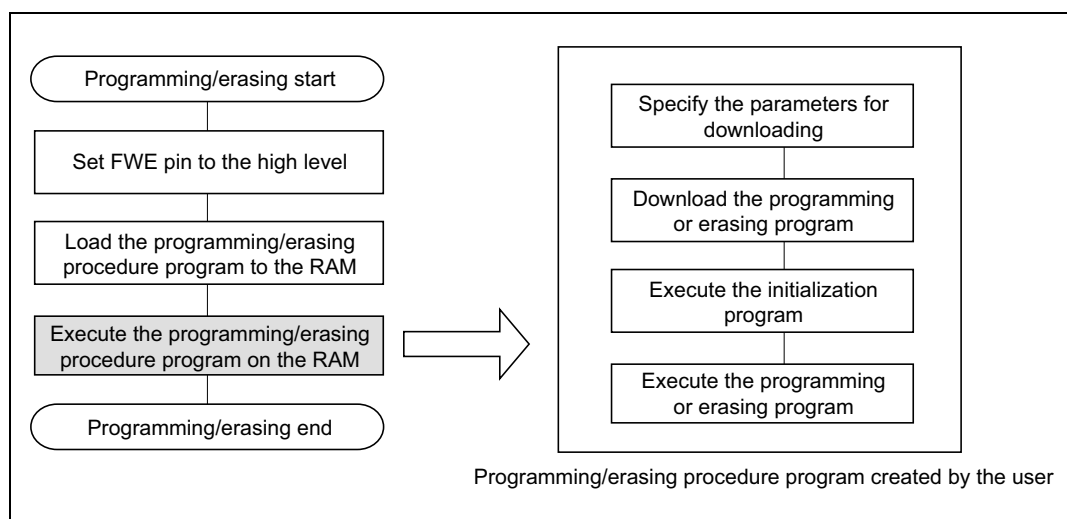 Programming/erasing start
Set FWE pin to the high level
Load the programming/erasing
procedure program to the RAM
Execute the programming/erasing
procedure program on the RAM
Programming/erasing end
Specify the parameters for
downloading
Download the programming
or erasing program
Execute the initialization
program
Execute the programming
or erasing program
Programming/erasing procedure program created by the user